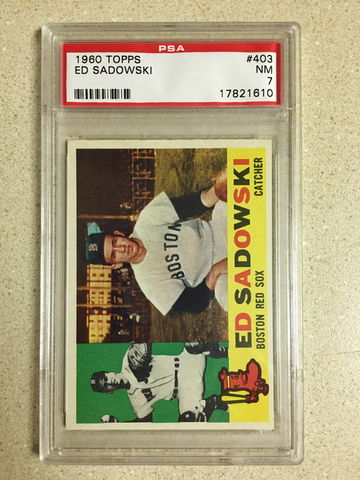 PSA
1960 TOPPS #403
ED SADOWSKI NM
7
17821610
BOSTON
B
ED SADOWSKI
BOSTON RED SOX CATCHER